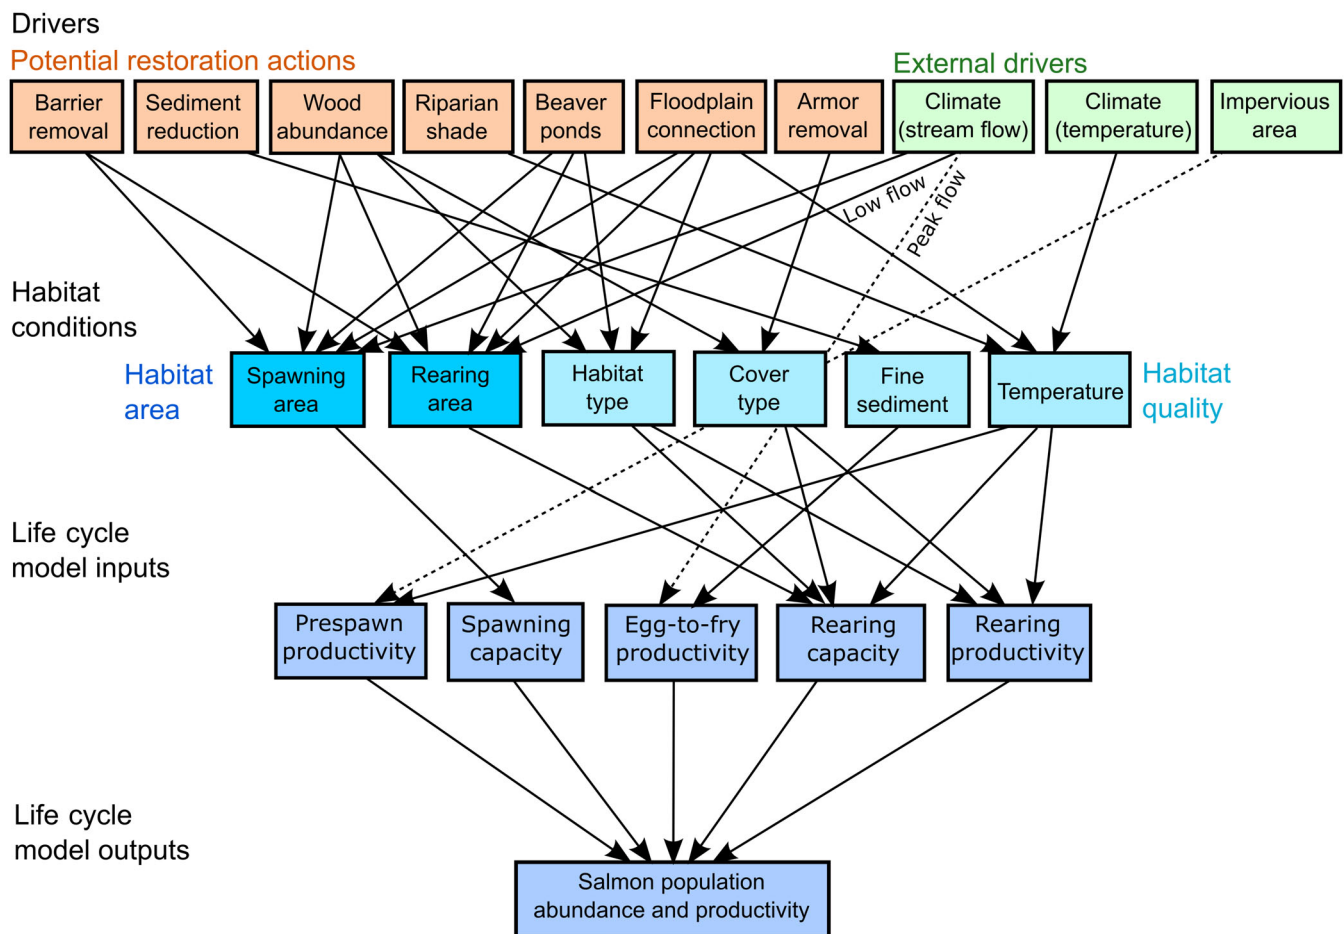 Drivers
Potential restoration actions
External drivers
Barrier
removal
Sediment
reduction
Wood
abundance
Riparian
shade
Beaver
ponds
Floodplain
connection
Armor
removal
Climate
(stream flow)
Climate
(temperature)
Impervious
area
Low flow
Peak flow
Habitat
conditions
Habitat
area
Spawning
area
Rearing
area
Habitat
type
Cover
type
Fine
sediment
Temperature
Habitat
quality
Life cycle
model inputs
Prespawn
productivity
Spawning
capacity
Egg-to-fry
productivity
Rearing
capacity
Rearing
productivity
Life cycle
model outputs
Salmon population
abundance and productivity